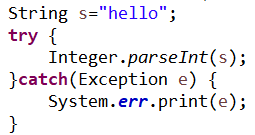 String s="hello";
try {
    Integer.parseInt(s);
}catch(Exception e) {
    System.err.print(e);
}